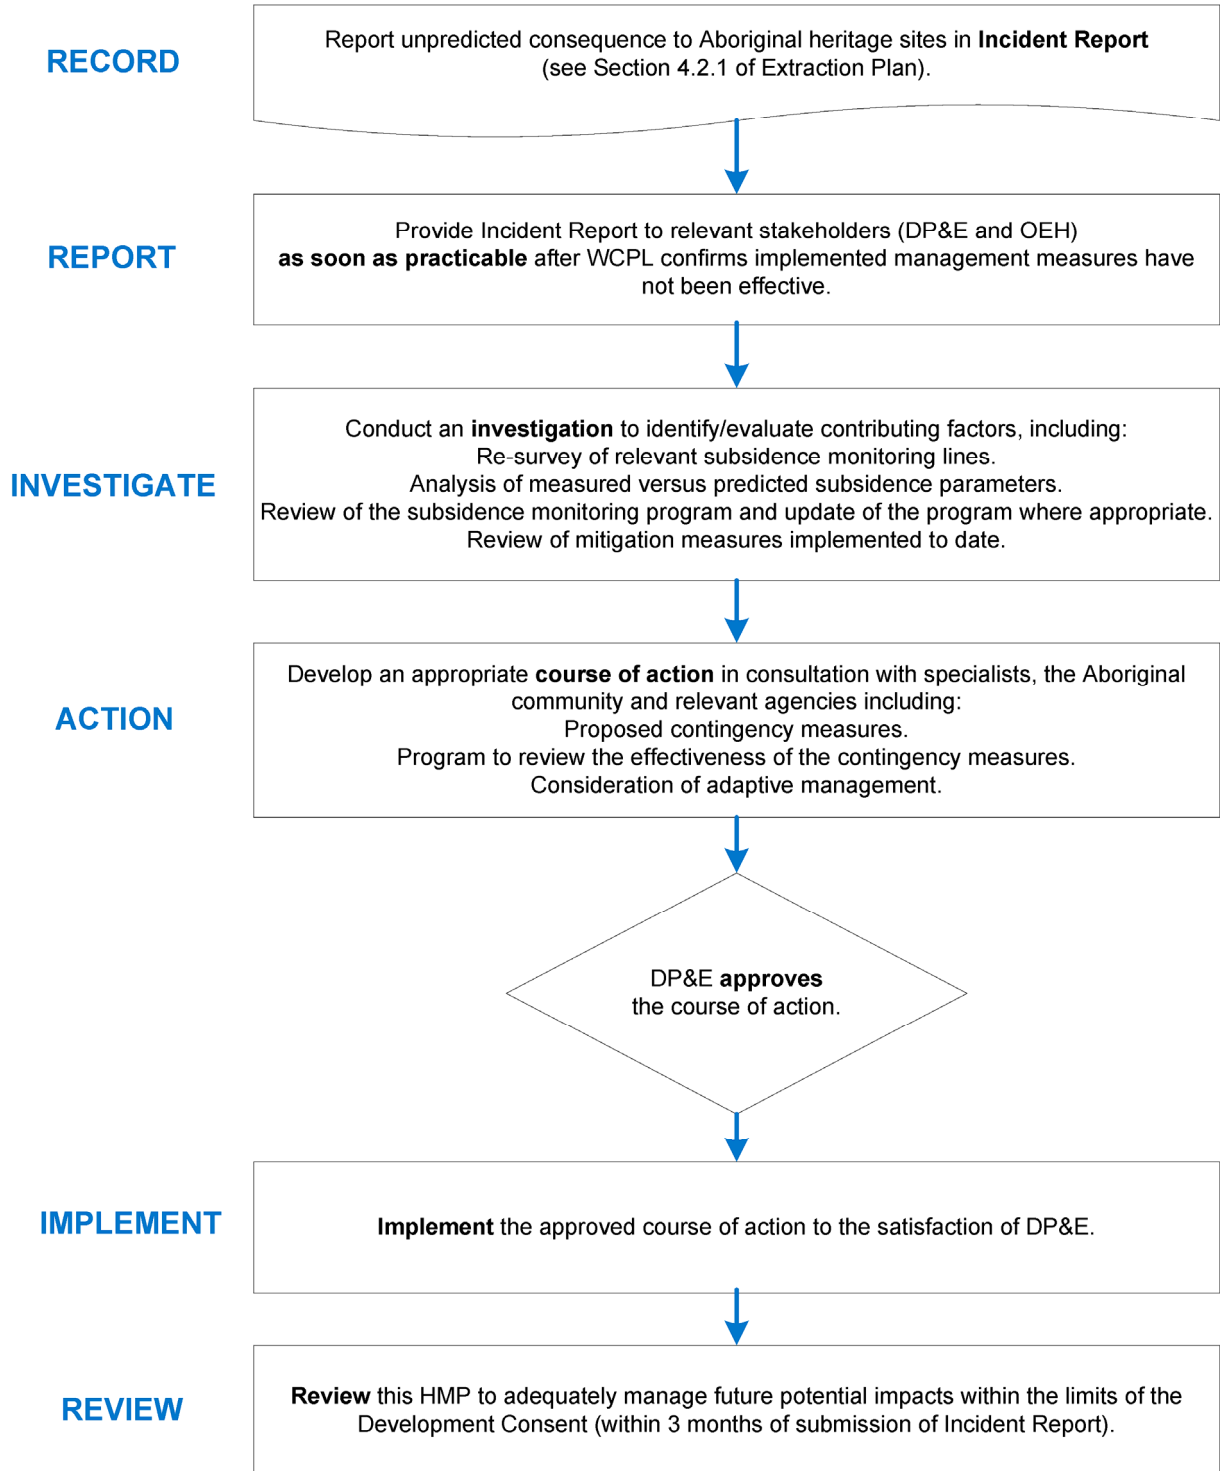 RECORD
Report unpredicted consequence to Aboriginal heritage sites in Incident Report
(see Section 4.2.1 of Extraction Plan).
REPORT
Provide Incident Report to relevant stakeholders (DP&E and OEH)
as soon as practicable after WCPL confirms implemented management measures have
not been effective.
INVESTIGATE
Conduct an investigation to identify/evaluate contributing factors, including:
Re-survey of relevant subsidence monitoring lines.
Analysis of measured versus predicted subsidence parameters.
Review of the subsidence monitoring program and update of the program where appropriate.
Review of mitigation measures implemented to date.
ACTION
Develop an appropriate course of action in consultation with specialists, the Aboriginal
community and relevant agencies including:
Proposed contingency measures.
Program to review the effectiveness of the contingency measures.
Consideration of adaptive management.
DP&E approves
the course of action.
IMPLEMENT
Implement the approved course of action to the satisfaction of DP&E.
REVIEW
Review this HMP to adequately manage future potential impacts within the limits of the
Development Consent (within 3 months of submission of Incident Report).